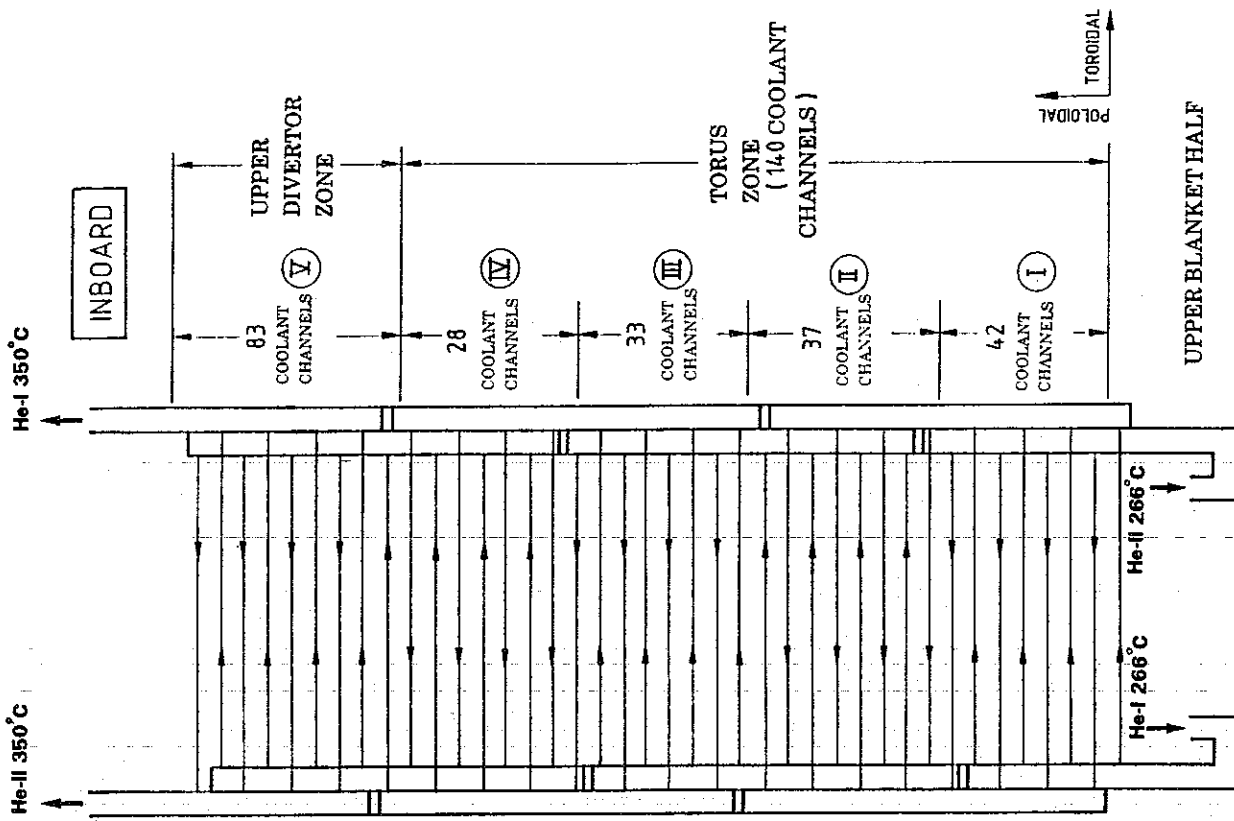 He-II 350°C
He-I 350°C
INBOARD
83
COOLANT
CHANNELS
V
UPPER
DIVERTOR
ZONE
28
COOLANT
CHANNELS
IV
33
COOLANT
CHANNELS
III
37
COOLANT
CHANNELS
II
42
COOLANT
CHANNELS
I
TORUS
ZONE
(140 COOLANT
CHANNELS)
POLOIDAL
TOROIDAL
He-I 266°C
He-II 266°C
UPPER BLANKET HALF